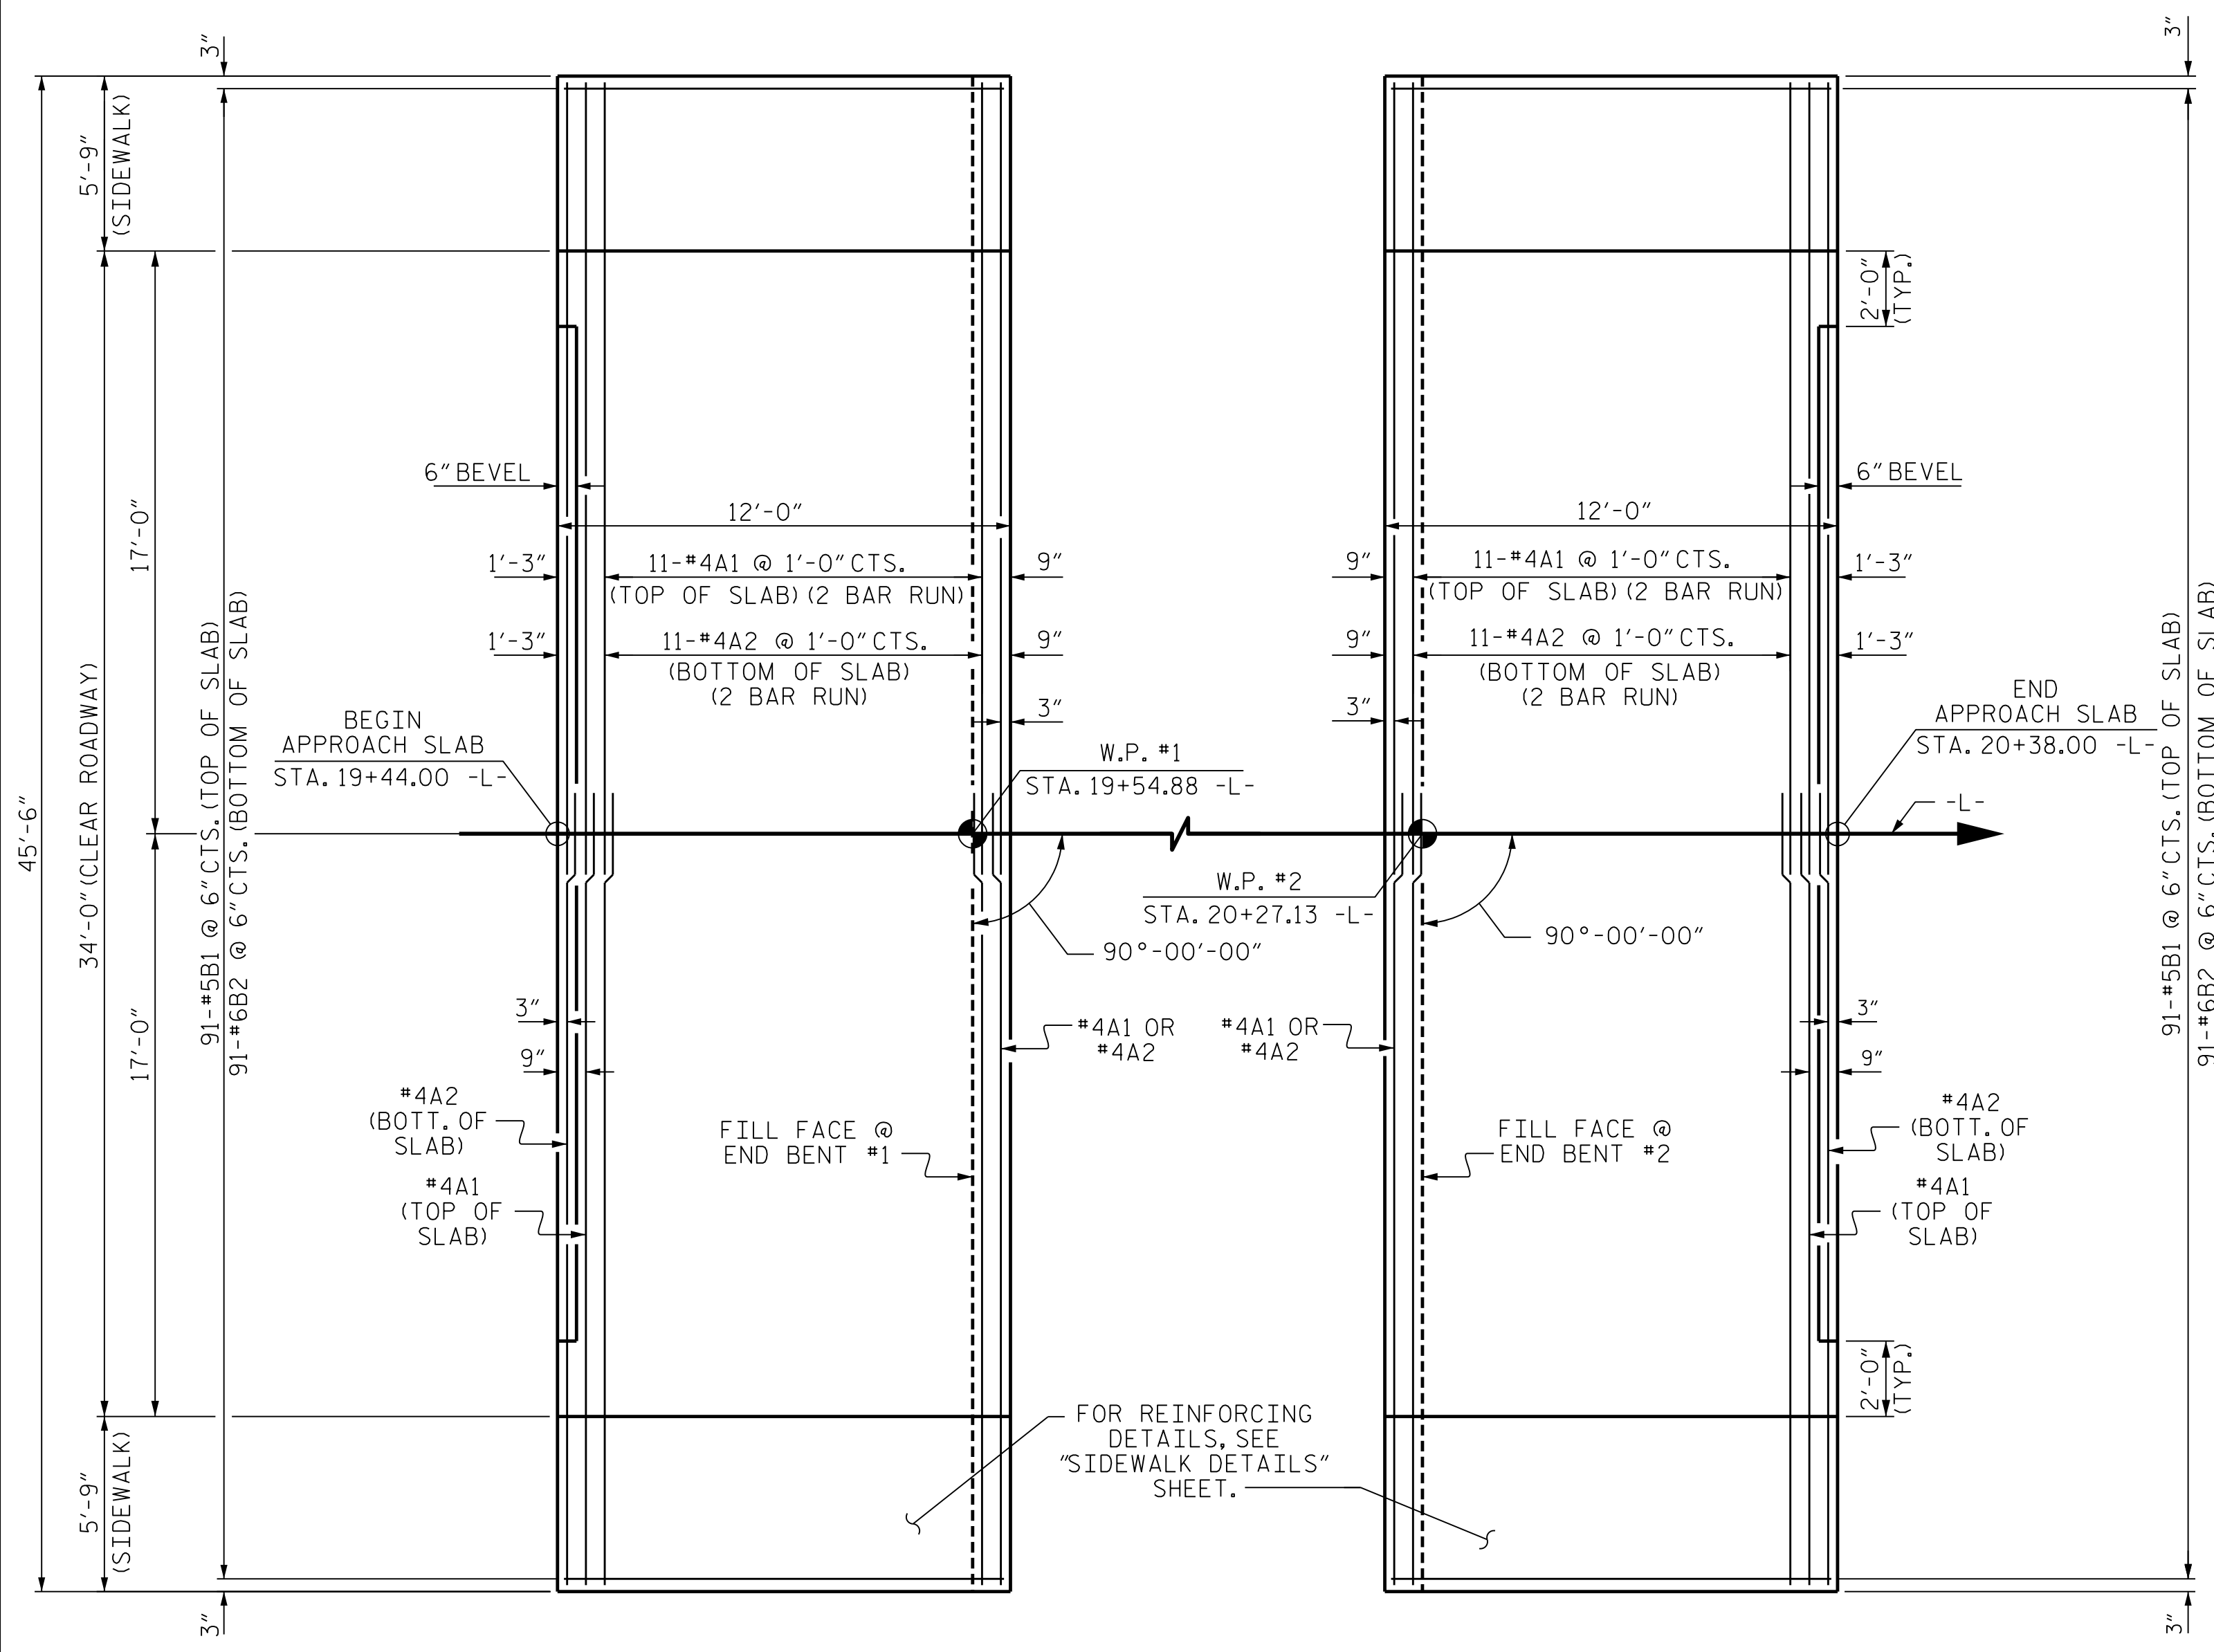 3″
5′-9″
(SIDEWALK)
17′-0″
34′-0″(CLEAR ROADWAY)
45′-6″
17′-0″
5′-9″
(SIDEWALK)
3″
91-#5B1 @ 6″CTS.(TOP OF SLAB)
91-#6B2 @ 6″CTS.(BOTTOM OF SLAB)
6″BEVEL
12′-0″
1′-3″
11-#4A1 @ 1′-0″CTS.
(TOP OF SLAB)(2 BAR RUN)
9″
1′-3″
11-#4A2 @ 1′-0″CTS.
(BOTTOM OF SLAB)
(2 BAR RUN)
9″
3″
BEGIN
APPROACH SLAB
STA.19+44.00 -L-
W.P. #1
STA.19+54.88 -L-
90°-00′-00″
3″
9″
#4A2
(BOTT.OF
SLAB)
#4A1
(TOP OF
SLAB)
FILL FACE @
END BENT #1
#4A1 OR
#4A2
FOR REINFORCING
DETAILS, SEE
"SIDEWALK DETAILS"
SHEET.
12′-0″
6″BEVEL
9″
11-#4A1 @ 1′-0″CTS.
(TOP OF SLAB)(2 BAR RUN)
1′-3″
9″
11-#4A2 @ 1′-0″CTS.
(BOTTOM OF SLAB)
(2 BAR RUN)
1′-3″
3″
END
APPROACH SLAB
STA. 20+38.00 -L-
-L-
W.P. #2
STA. 20+27.13 -L-
90°-00′-00″
#4A1 OR
#4A2
3″
9″
FILL FACE @
END BENT #2
#4A2
(BOTT.OF
SLAB)
#4A1
(TOP OF
SLAB)
2′-0″
(TYP.)
2′-0″
(TYP.)
3″
91-#5B1 @ 6″CTS.(TOP OF SLAB)
91-#6B2 @ 6″CTS.(BOTTOM OF SLAB)
3″